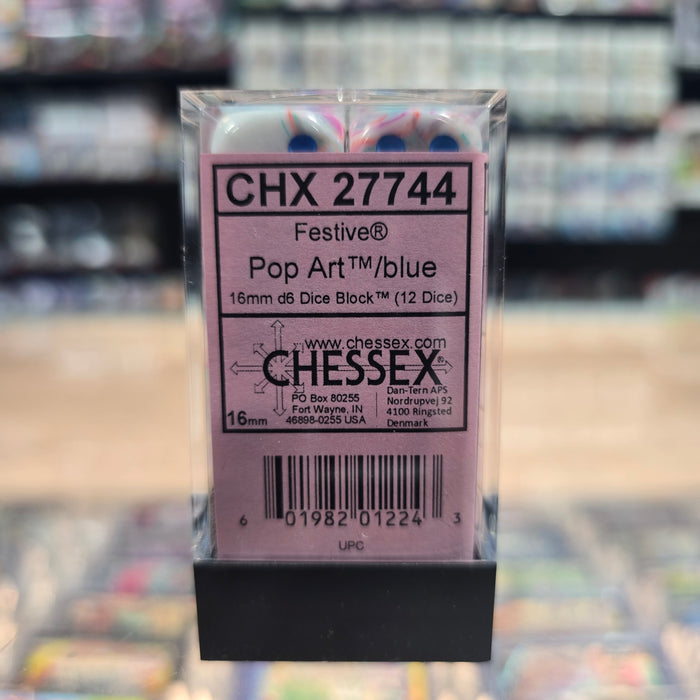 CHX 27744
Festive®
Pop Art™/blue
16mm d6 Dice Block™ (12 Dice)
www.chessex.com
CHESSEX®
PO Box 80255
Fort Wayne, IN
46898-0255 USA
Dan-Tern APS
Nordrupvej 92
4100 Ringsted
Denmark
16mm
6 01982 01224 3
UPC